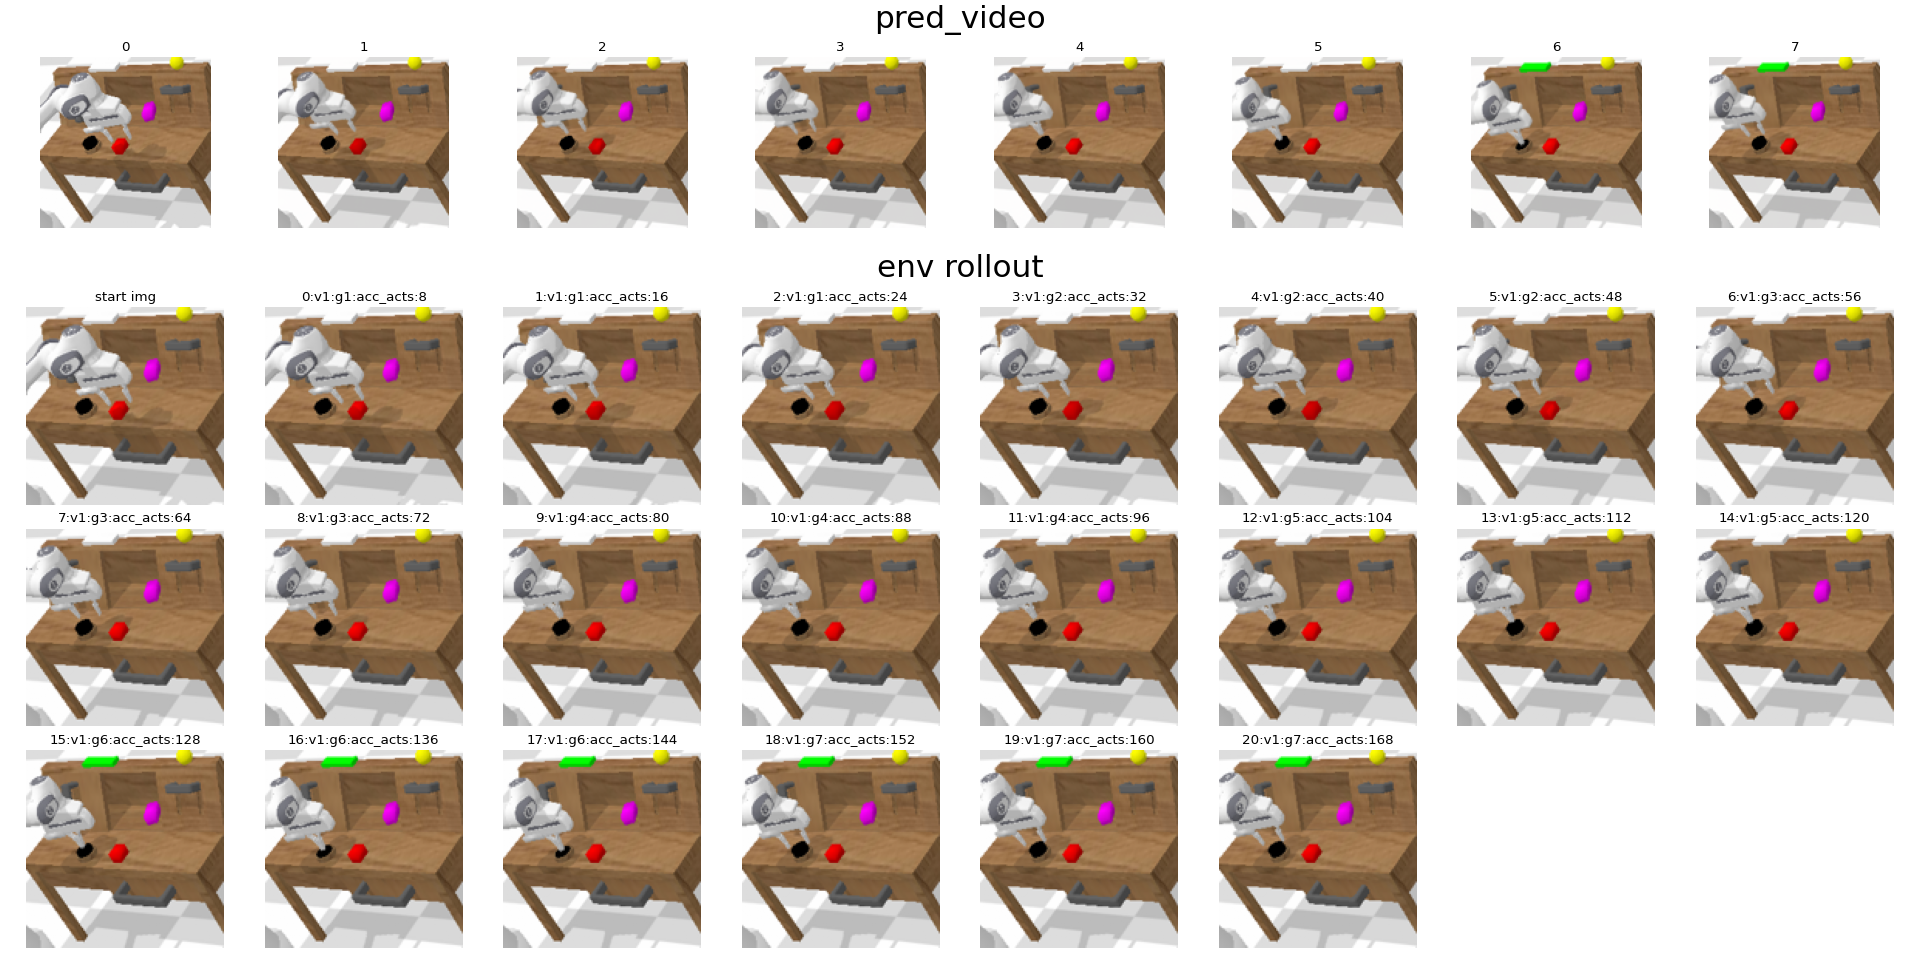 pred_video
0 1 2 3 4 5 6 7
env rollout
start img 0:v1:g1:acc_acts:8 1:v1:g1:acc_acts:16 2:v1:g1:acc_acts:24 3:v1:g2:acc_acts:32 4:v1:g2:acc_acts:40 5:v1:g2:acc_acts:48 6:v1:g3:acc_acts:56
7:v1:g3:acc_acts:64 8:v1:g3:acc_acts:72 9:v1:g4:acc_acts:80 10:v1:g4:acc_acts:88 11:v1:g4:acc_acts:96 12:v1:g5:acc_acts:104 13:v1:g5:acc_acts:112 14:v1:g5:acc_acts:120
15:v1:g6:acc_acts:128 16:v1:g6:acc_acts:136 17:v1:g6:acc_acts:144 18:v1:g7:acc_acts:152 19:v1:g7:acc_acts:160 20:v1:g7:acc_acts:168